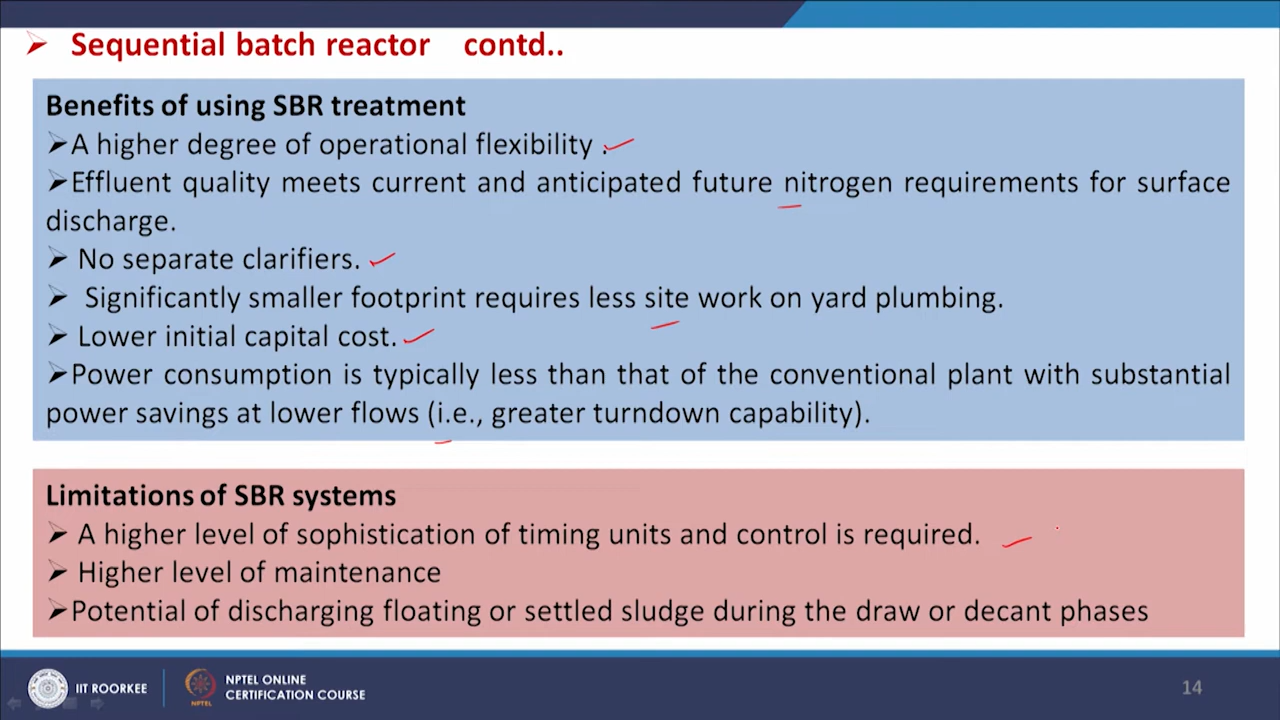 ➢ Sequential batch reactor contd..
Benefits of using SBR treatment
➢A higher degree of operational flexibility .
➢Effluent quality meets current and anticipated future nitrogen requirements for surface
discharge.
➢ No separate clarifiers.
➢ Significantly smaller footprint requires less site work on yard plumbing.
➢ Lower initial capital cost.
➢Power consumption is typically less than that of the conventional plant with substantial
power savings at lower flows (i.e., greater turndown capability).
Limitations of SBR systems
➢ A higher level of sophistication of timing units and control is required.
➢ Higher level of maintenance
➢Potential of discharging floating or settled sludge during the draw or decant phases
IIT ROORKEE
NPTEL
NPTEL ONLINE
CERTIFICATION COURSE
14